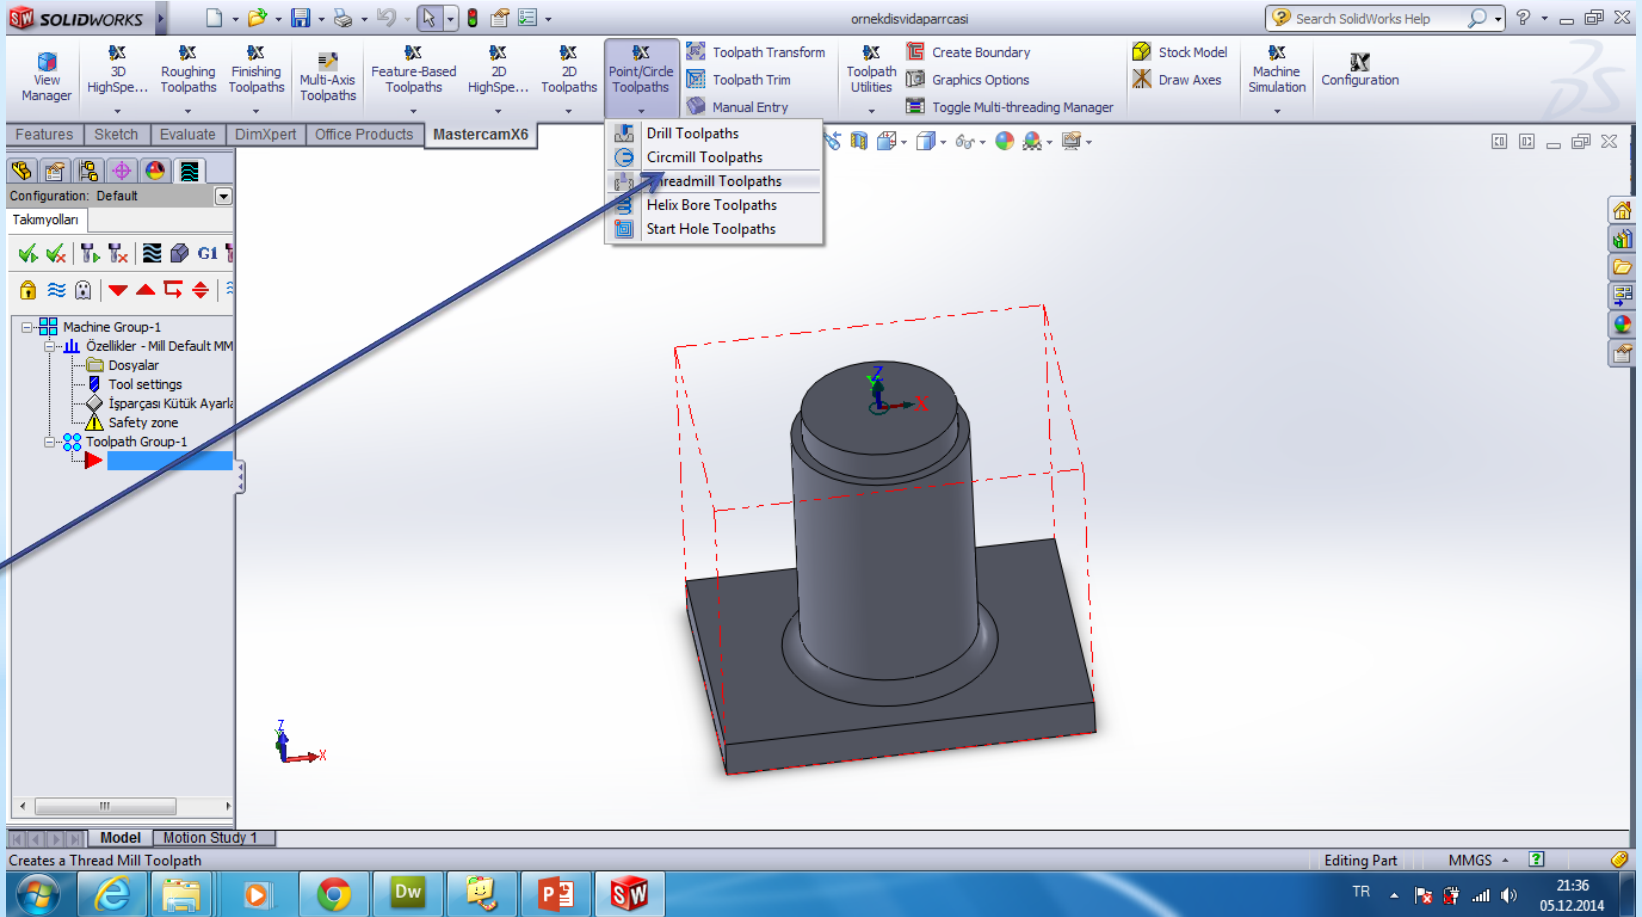 SOLIDWORKS
ornekdisvidaparrcasi
Search SolidWorks Help
View Manager
3D HighSpe...
Roughing Toolpaths
Finishing Toolpaths
Multi-Axis Toolpaths
Feature-Based Toolpaths
2D HighSpe...
2D Toolpaths
Point/Circle Toolpaths
Toolpath Transform
Toolpath Trim
Manual Entry
Toolpath Utilities
Create Boundary
Graphics Options
Toggle Multi-threading Manager
Stock Model
Draw Axes
Machine Simulation
Configuration
Features
Sketch
Evaluate
DimXpert
Office Products
MastercamX6
Drill Toolpaths
Circmill Toolpaths
readmill Toolpaths
Helix Bore Toolpaths
Start Hole Toolpaths
Configuration: Default
Takımyolları
G1
Machine Group-1
Özellikler - Mill Default MM
Dosyalar
Tool settings
İşparçası Kütük Ayarla
Safety zone
Toolpath Group-1
Z
Y
X
Z
X
Model
Motion Study 1
Creates a Thread Mill Toolpath
Editing Part
MMGS
Dw
SW
TR
21:36
05.12.2014